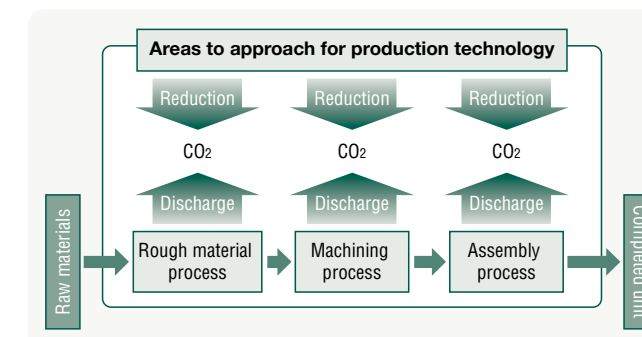 Areas to approach for production technology
Reduction
Reduction
Reduction
CO2
CO2
CO2
Discharge
Discharge
Discharge
Raw materials
Rough material
process
Machining
process
Assembly
process
Completed unit